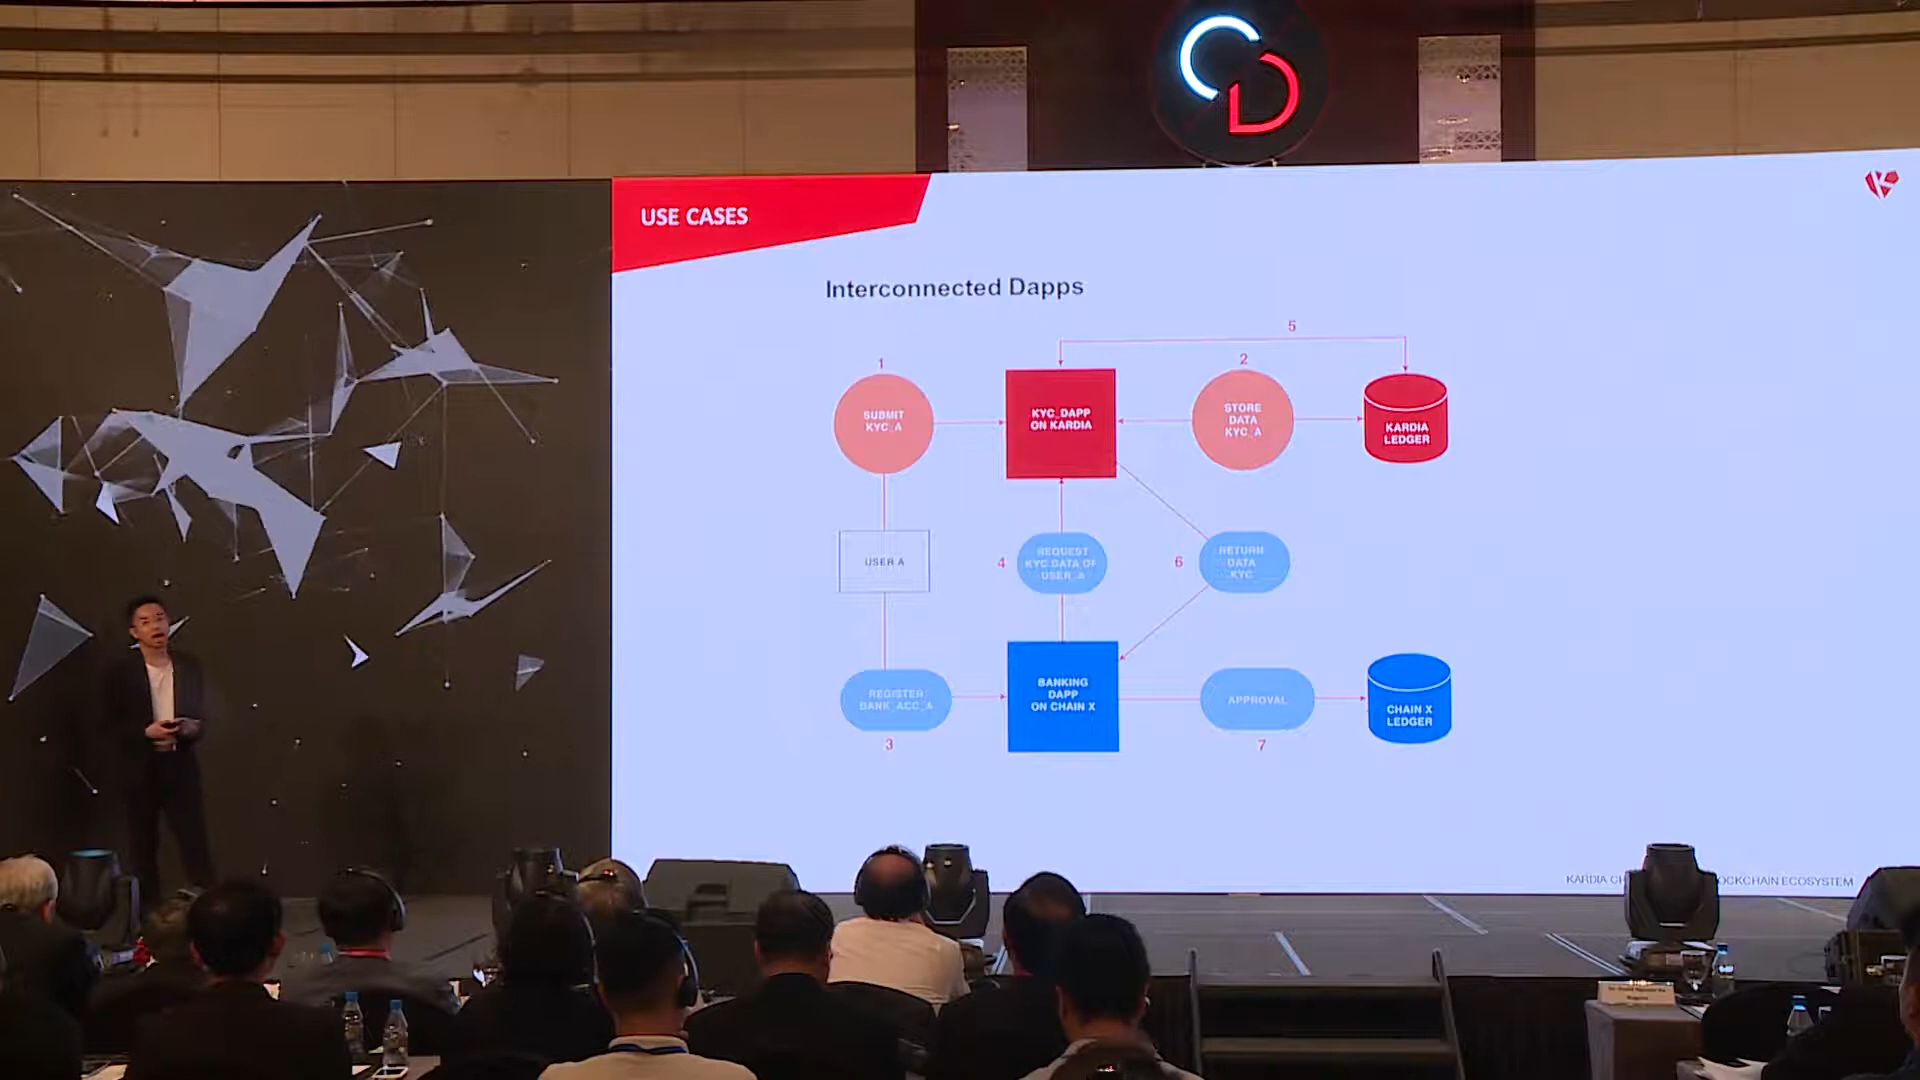 USE CASES
Interconnected Dapps
5
1
2
SUBMIT
KYC_A
KYC_DAPP
ON KARDIA
STORE
DATA
KYC_A
KARDIA
LEDGER
USER A
4
REQUEST
KYC DATA OF
USER_A
6
RETURN
DATA
KYC
REGISTER
BANK_ACC_A
BANKING
DAPP
ON CHAIN X
APPROVAL
CHAIN X
LEDGER
3
7
KARDIA
ECOSYSTEM